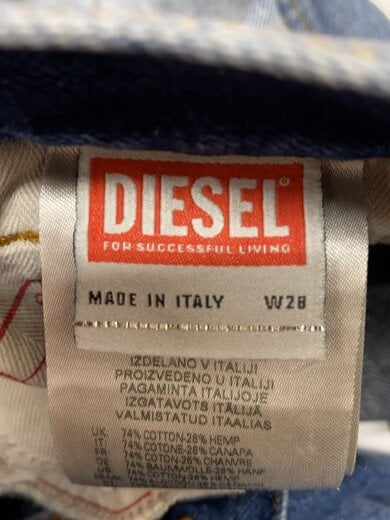 DIESEL®
FOR SUCCESSFUL LIVING
MADE IN ITALY W28
IZDELANO V ITALIJI
PROIZVEDENO U ITALIJI
PAGAMINTA ITALIJOJE
IZGATAVOTS ITĀLIJĀ
VALMISTATUD ITAALIAS
UK: 74% COTTON-26% HEMP
IT: 74% COTONE-26% CANAPA
FR: 74% COTON-26% CHANVRE
DE: 74% BAUMWOLLE-26% HANF